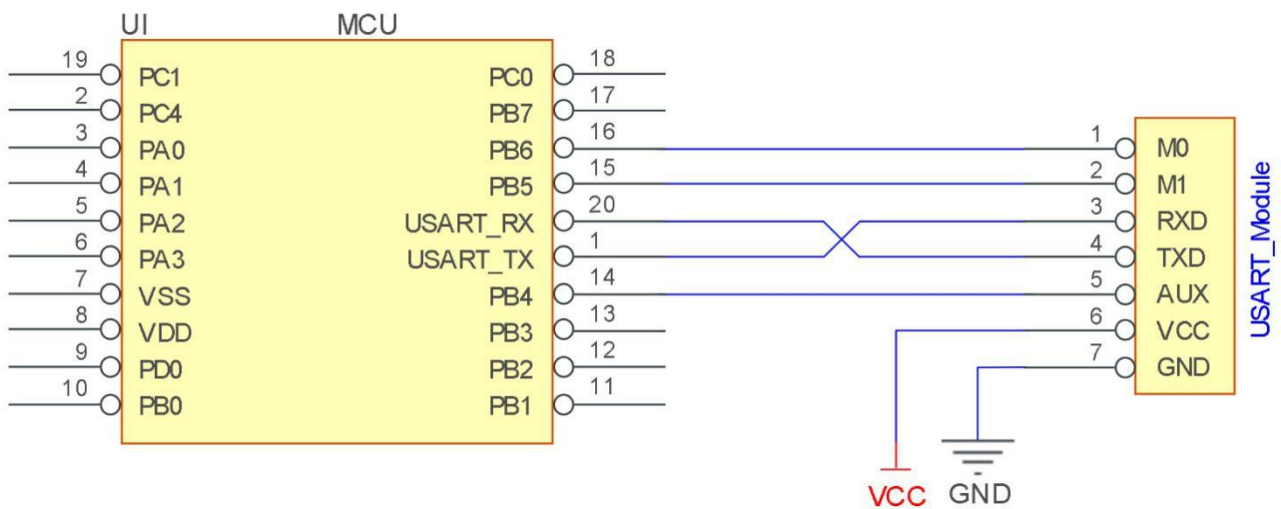 UI MCU
19 PC1 PC0 18
2 PC4 PB7 17
3 PA0 PB6 16 1 M0
4 PA1 PB5 15 2 M1
5 PA2 USART_RX 20 3 RXD
6 PA3 USART_TX 1 4 TXD
7 VSS PB4 14 5 AUX
8 VDD PB3 13 6 VCC
9 PD0 PB2 12 7 GND
10 PB0 PB1 11
USART_Module
VCC GND